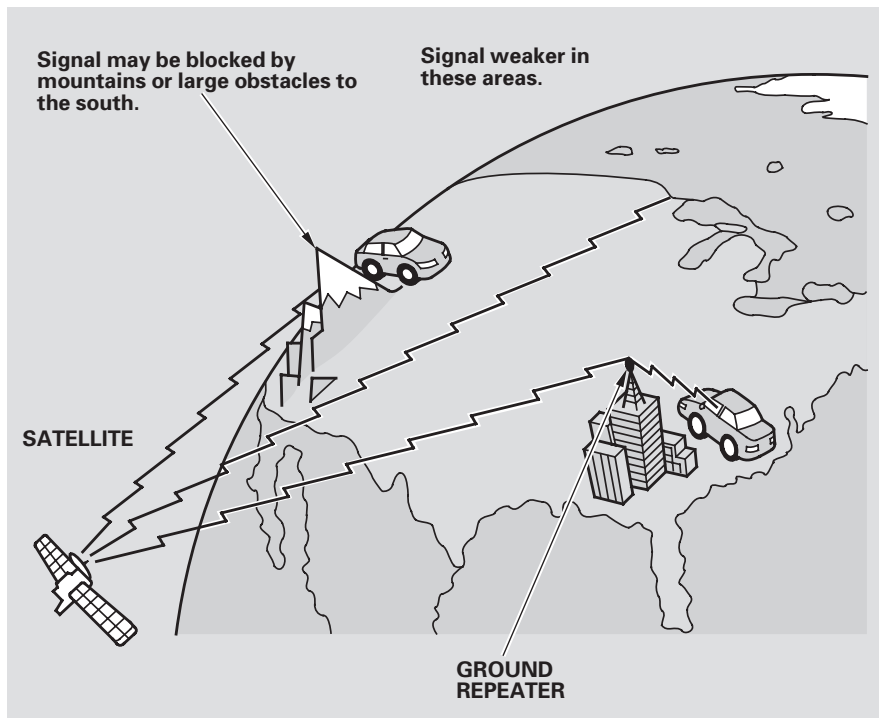 Signal may be blocked by
mountains or large obstacles to
the south.
Signal weaker in
these areas.
SATELLITE
GROUND
REPEATER